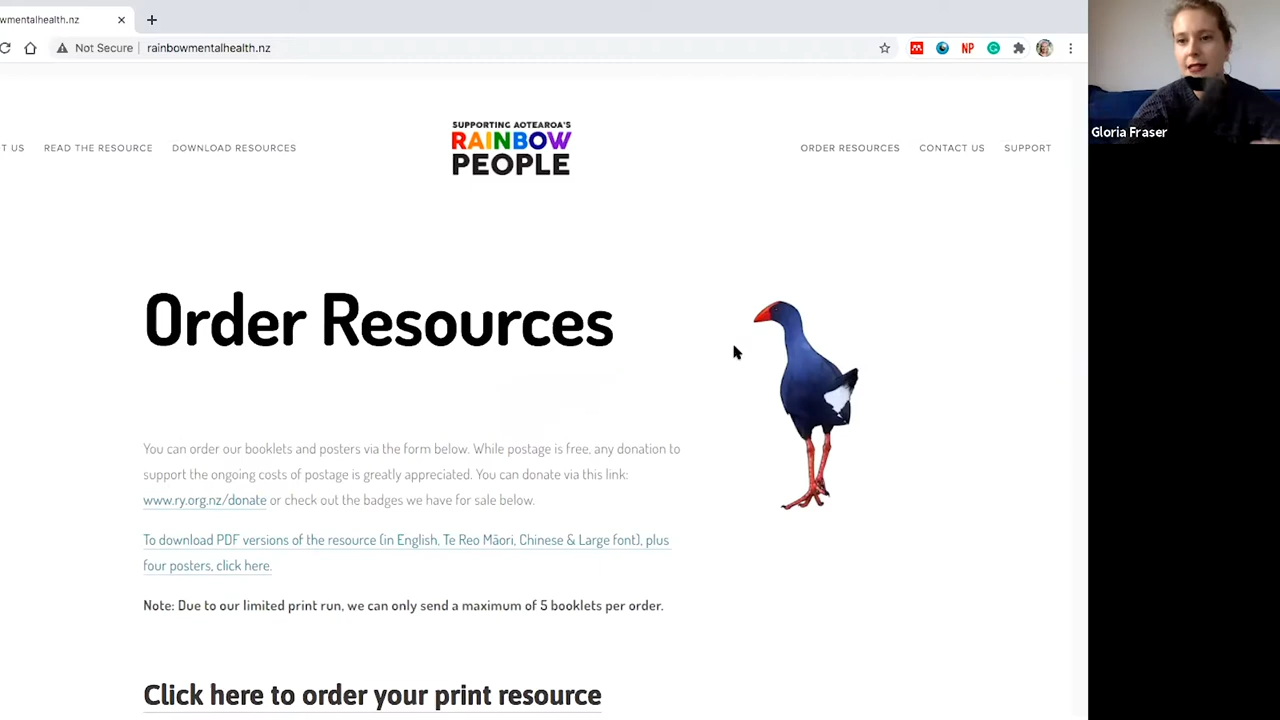 wmentalhealth.nz
Not Secure
rainbowmentalhealth.nz
NP
Gloria Fraser
T US
READ THE RESOURCE
DOWNLOAD RESOURCES
SUPPORTING AOTEAROA'S
RAINBOW
PEOPLE
ORDER RESOURCES
CONTACT US
SUPPORT
Order Resources
You can order our booklets and posters via the form below. While postage is free, any donation to
support the ongoing costs of postage is greatly appreciated. You can donate via this link:
www.ry.org.nz/donate or check out the badges we have for sale below.
To download PDF versions of the resource (in English, Te Reo Māori, Chinese & Large font), plus
four posters, click here.
Note: Due to our limited print run, we can only send a maximum of 5 booklets per order.
Click here to order your print resource